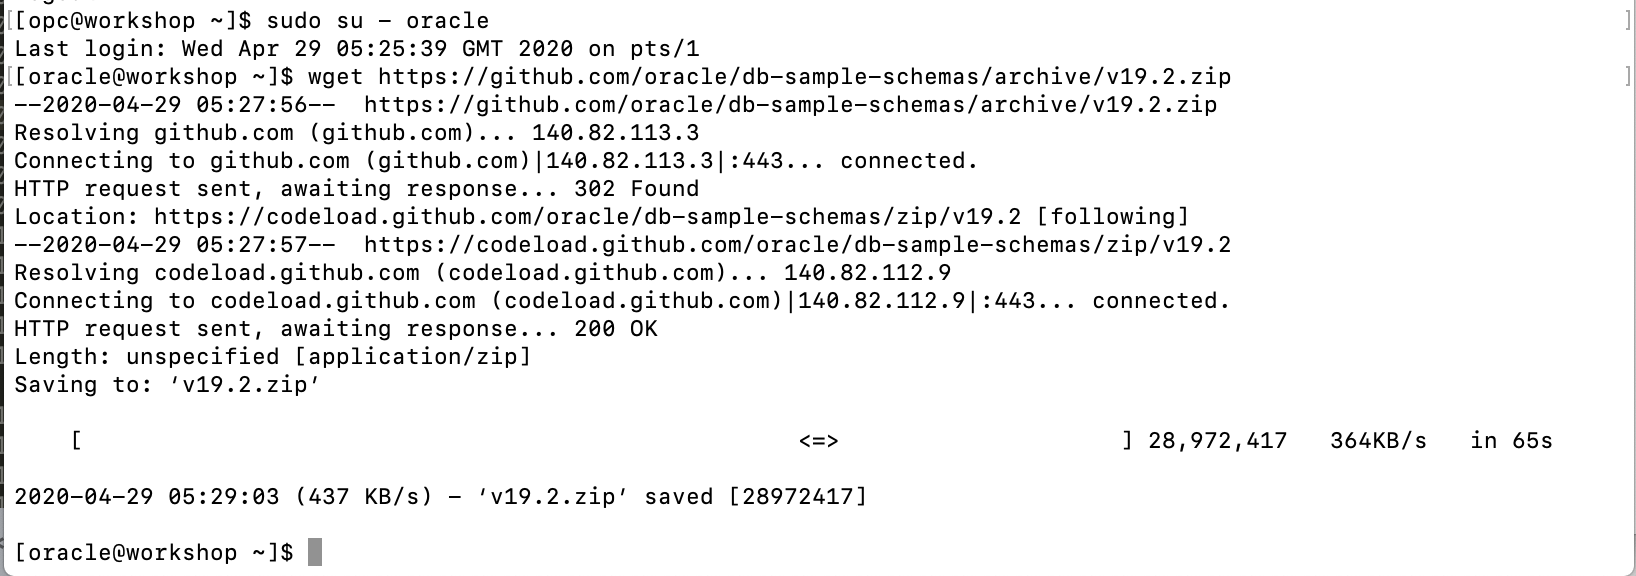 [[opc@workshop ~]$ sudo su - oracle ]
Last login: Wed Apr 29 05:25:39 GMT 2020 on pts/1
[[oracle@workshop ~]$ wget https://github.com/oracle/db-sample-schemas/archive/v19.2.zip ]
--2020-04-29 05:27:56--  https://github.com/oracle/db-sample-schemas/archive/v19.2.zip
Resolving github.com (github.com)... 140.82.113.3
Connecting to github.com (github.com)|140.82.113.3|:443... connected.
HTTP request sent, awaiting response... 302 Found
Location: https://codeload.github.com/oracle/db-sample-schemas/zip/v19.2 [following]
--2020-04-29 05:27:57--  https://codeload.github.com/oracle/db-sample-schemas/zip/v19.2
Resolving codeload.github.com (codeload.github.com)... 140.82.112.9
Connecting to codeload.github.com (codeload.github.com)|140.82.112.9|:443... connected.
HTTP request sent, awaiting response... 200 OK
Length: unspecified [application/zip]
Saving to: ‘v19.2.zip’
[ <=> ] 28,972,417 364KB/s in 65s
2020-04-29 05:29:03 (437 KB/s) - ‘v19.2.zip’ saved [28972417]
[oracle@workshop ~]$